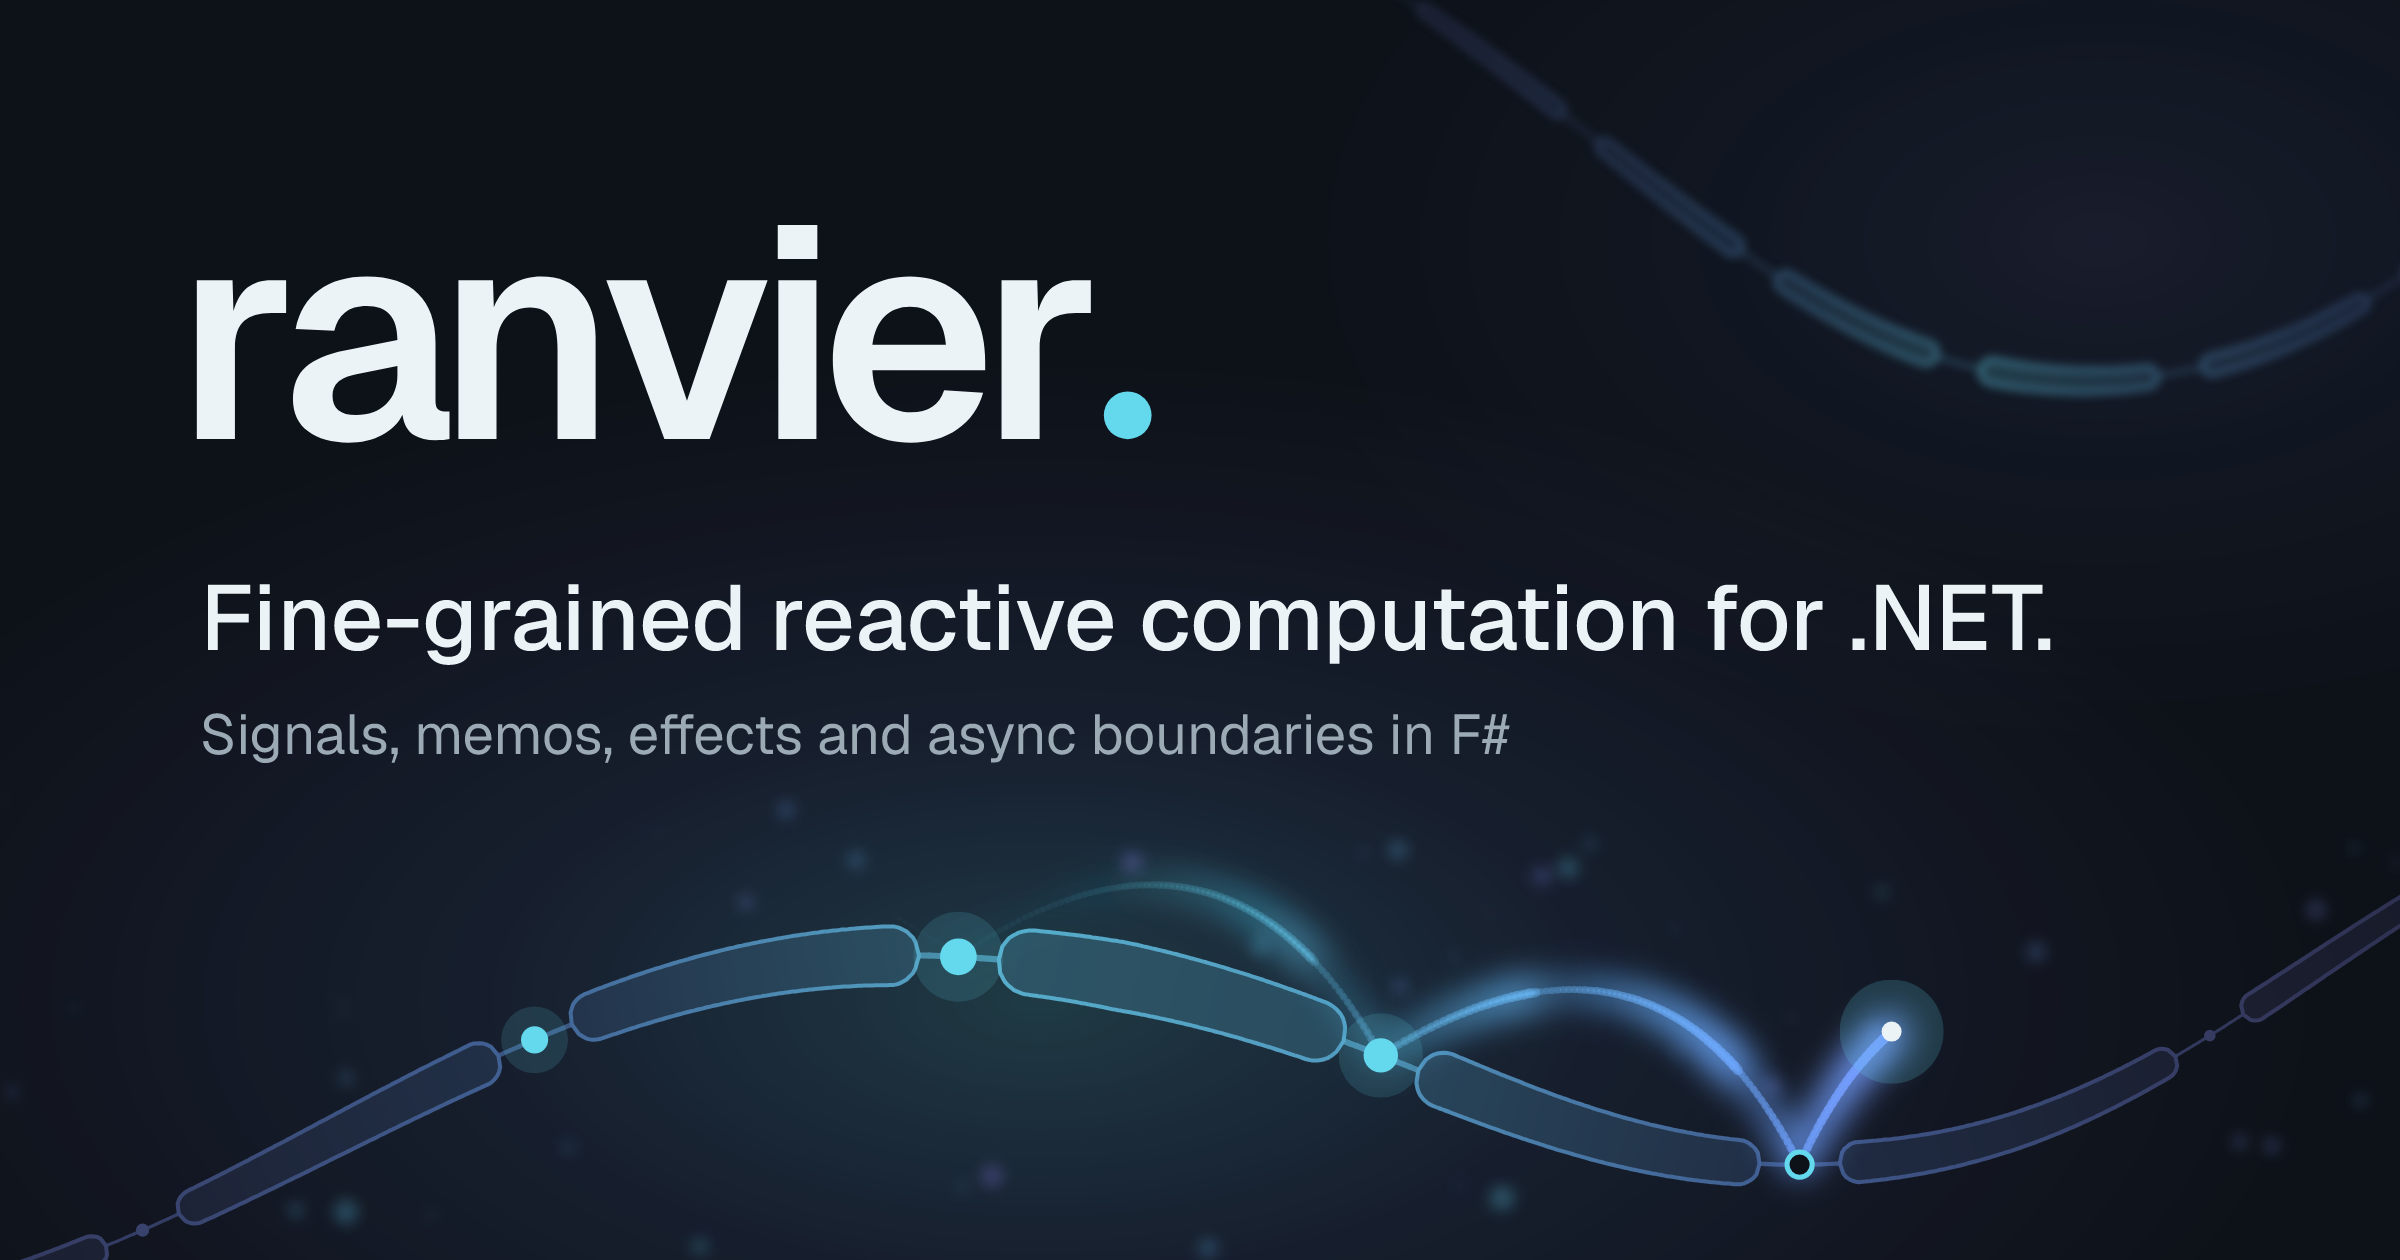 ranvier.
Fine-grained reactive computation for .NET.
Signals, memos, effects and async boundaries in F#